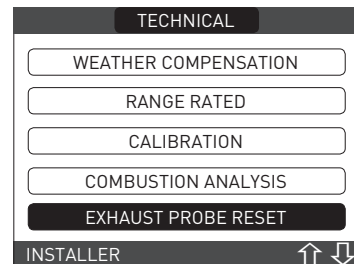 TECHNICAL
WEATHER COMPENSATION
RANGE RATED
CALIBRATION
COMBUSTION ANALYSIS
EXHAUST PROBE RESET
INSTALLER